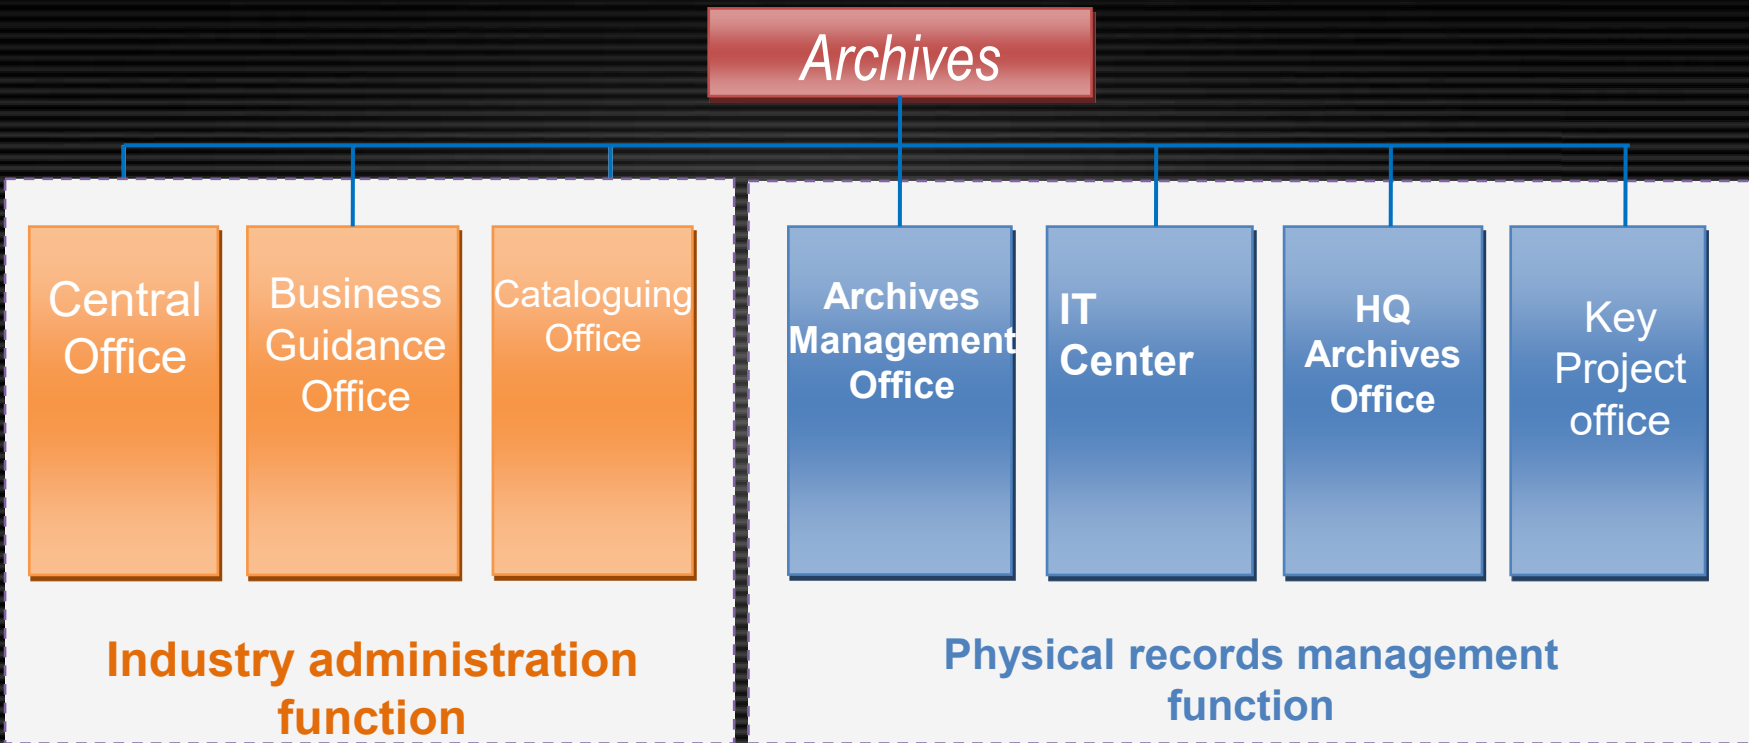 Archives
Central
Office
Business
Guidance
Office
Cataloguing
Office
Archives
Management
Office
IT
Center
HQ
Archives
Office
Key
Project
office
Industry administration
function
Physical records management
function